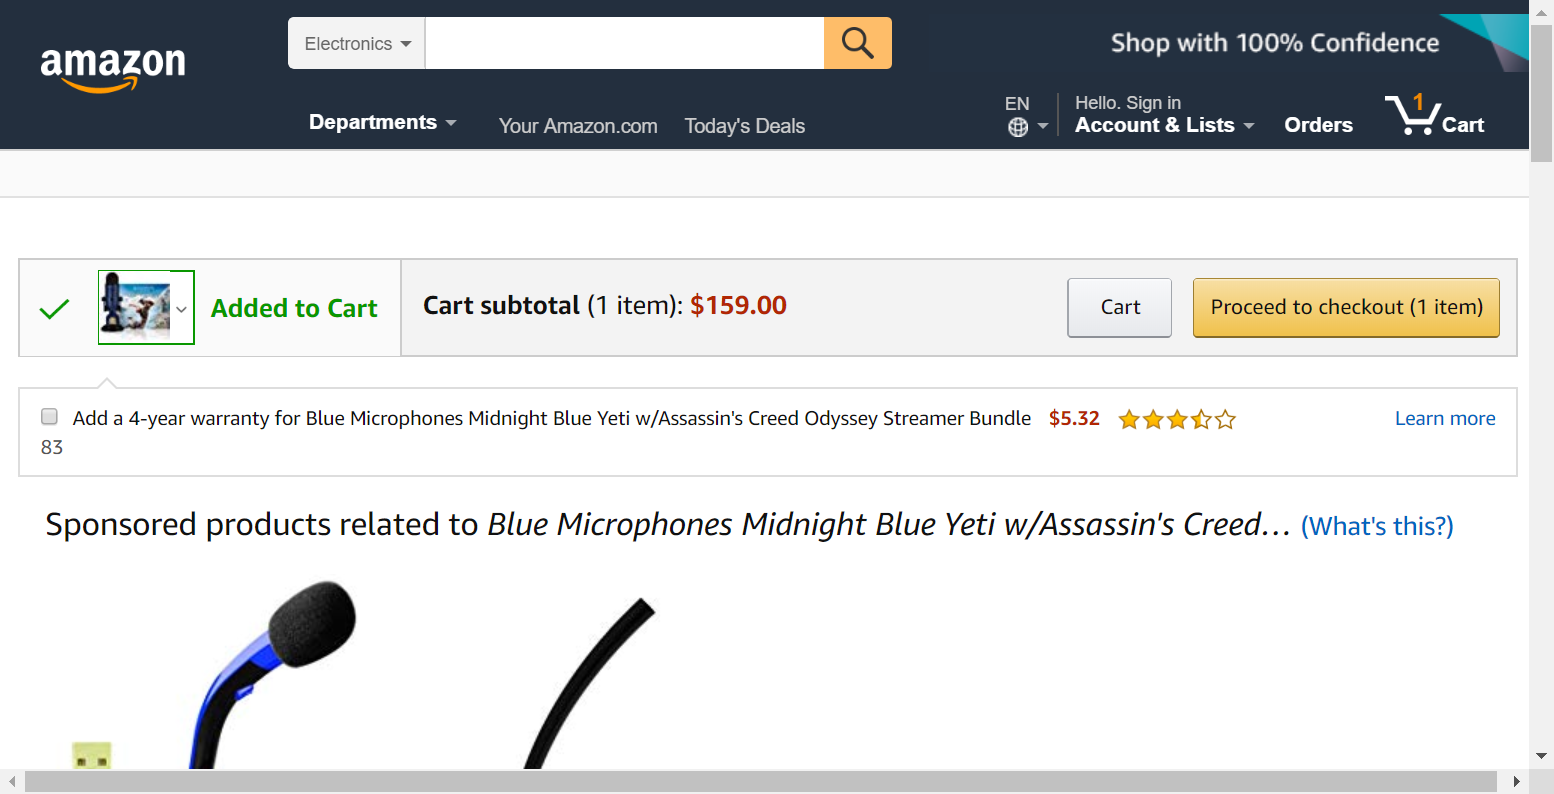 amazon
Electronics
Shop with 100% Confidence
Departments
Your Amazon.com
Today's Deals
EN
Hello. Sign in
Account & Lists
Orders
1
Cart
Added to Cart
Cart subtotal (1 item): $159.00
Cart
Proceed to checkout (1 item)
Add a 4-year warranty for Blue Microphones Midnight Blue Yeti w/Assassin's Creed Odyssey Streamer Bundle $5.32
Learn more
83
Sponsored products related to Blue Microphones Midnight Blue Yeti w/Assassin's Creed… (What's this?)